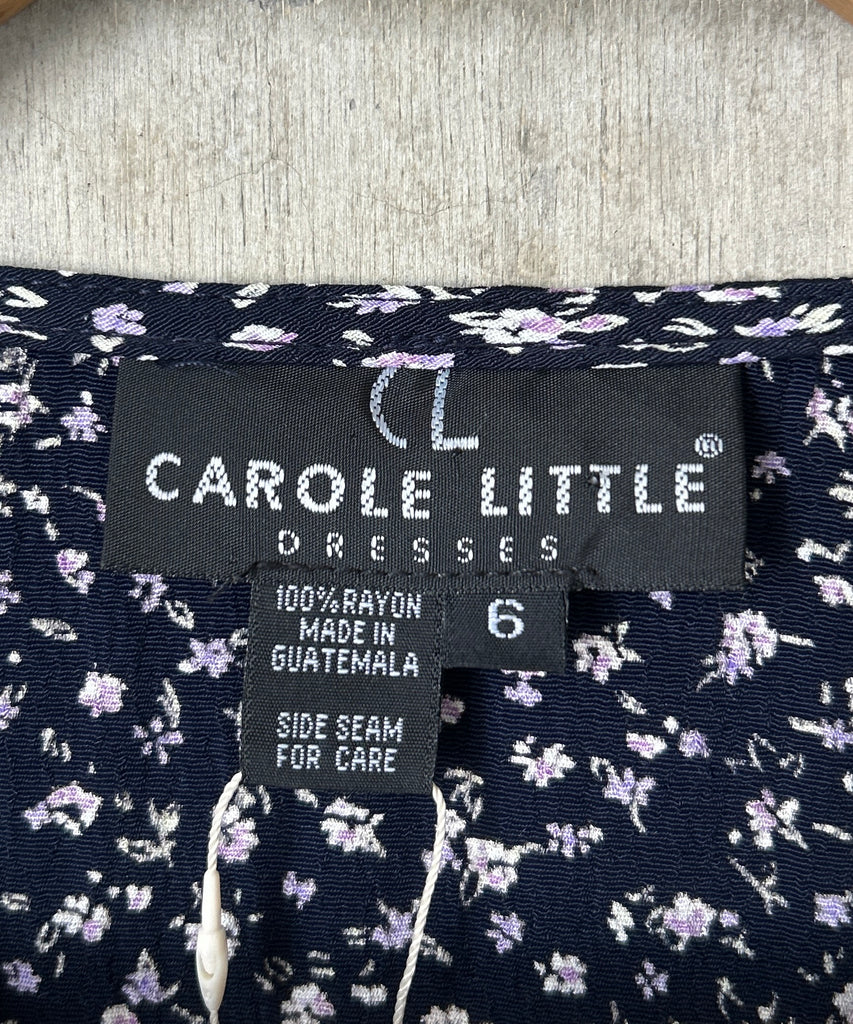 CL
CAROLE LITTLE®
DRESSES
100% RAYON
MADE IN
GUATEMALA
SIDE SEAM
FOR CARE
6